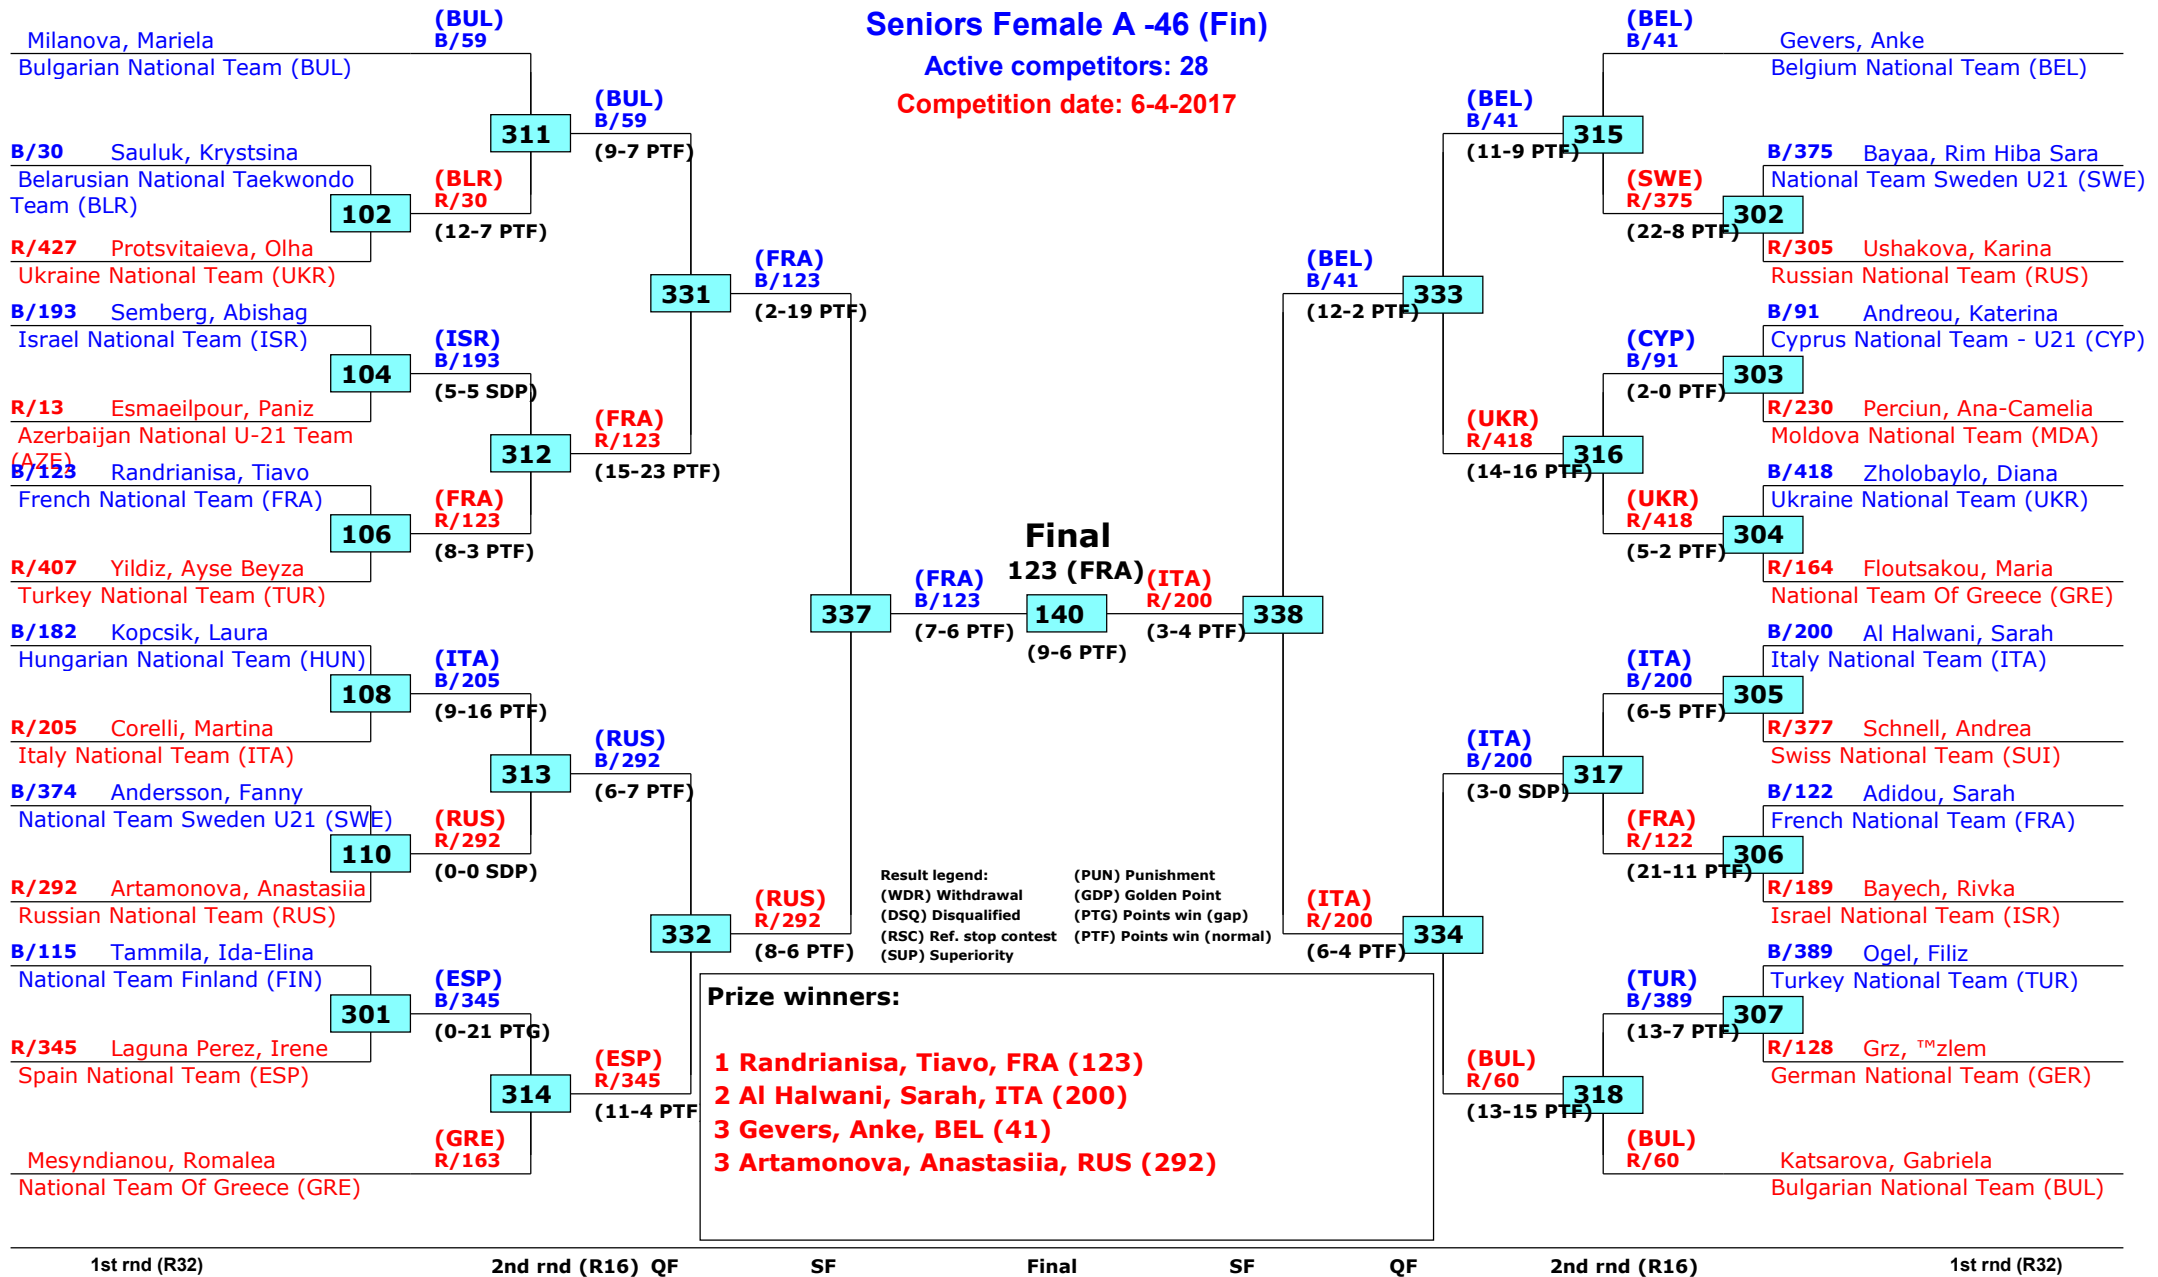 Seniors Female A -46 (Fin)
Active competitors: 28
Competition date: 6-4-2017
Milanova, Mariela
Bulgarian National Team (BUL)
(BUL)
B/59
B/30 Sauluk, Krystsina
Belarusian National Taekwondo
Team (BLR)
R/427 Protsvitaieva, Olha
Ukraine National Team (UKR)
102
(BLR)
R/30
(12-7 PTF)
311
(BUL)
B/59
(9-7 PTF)
B/193 Semberg, Abishag
Israel National Team (ISR)
R/13 Esmaeilpour, Paniz
Azerbaijan National U-21 Team
(AZE)
104
(ISR)
B/193
(5-5 SDP)
B/123 Randrianisa, Tiavo
French National Team (FRA)
R/407 Yildiz, Ayse Beyza
Turkey National Team (TUR)
106
(FRA)
R/123
(8-3 PTF)
312
(FRA)
R/123
(15-23 PTF)
331
(FRA)
B/123
(2-19 PTF)
B/182 Kopcsik, Laura
Hungarian National Team (HUN)
R/205 Corelli, Martina
Italy National Team (ITA)
108
(ITA)
B/205
(9-16 PTF)
B/374 Andersson, Fanny
National Team Sweden U21 (SWE)
R/292 Artamonova, Anastasiia
Russian National Team (RUS)
110
(RUS)
R/292
(0-0 SDP)
313
(RUS)
B/292
(6-7 PTF)
B/115 Tammila, Ida-Elina
National Team Finland (FIN)
R/345 Laguna Perez, Irene
Spain National Team (ESP)
301
(ESP)
B/345
(0-21 PTG)
Mesyndianou, Romalea
National Team Of Greece (GRE)
(GRE)
R/163
314
(ESP)
R/345
(11-4 PTF
332
(RUS)
R/292
(8-6 PTF)
337
(FRA)
B/123
(7-6 PTF)
Final
123 (FRA)
140
(9-6 PTF)
(ITA)
R/200
(3-4 PTF)
338
(BEL)
B/41
(12-2 PTF)
333
(BEL)
B/41
(11-9 PTF)
315
(BEL)
B/41
Gevers, Anke
Belgium National Team (BEL)
(SWE)
R/375
(22-8 PTF)
302
B/375 Bayaa, Rim Hiba Sara
National Team Sweden U21 (SWE)
R/305 Ushakova, Karina
Russian National Team (RUS)
(UKR)
R/418
(14-16 PTF)
316
(CYP)
B/91
(2-0 PTF)
303
B/91 Andreou, Katerina
Cyprus National Team - U21 (CYP)
R/230 Perciun, Ana-Camelia
Moldova National Team (MDA)
(UKR)
R/418
(5-2 PTF)
304
B/418 Zholobaylo, Diana
Ukraine National Team (UKR)
R/164 Floutsakou, Maria
National Team Of Greece (GRE)
(ITA)
R/200
(6-4 PTF)
334
(ITA)
B/200
(3-0 SDP)
317
(ITA)
B/200
(6-5 PTF)
305
B/200 Al Halwani, Sarah
Italy National Team (ITA)
R/377 Schnell, Andrea
Swiss National Team (SUI)
(FRA)
R/122
(21-11 PTF)
306
B/122 Adidou, Sarah
French National Team (FRA)
R/189 Bayech, Rivka
Israel National Team (ISR)
(BUL)
R/60
(13-15 PTF)
318
(TUR)
B/389
(13-7 PTF)
307
B/389 Ogel, Filiz
Turkey National Team (TUR)
R/128 Grz, ™zlem
German National Team (GER)
(BUL)
R/60
Katsarova, Gabriela
Bulgarian National Team (BUL)
Result legend: (PUN) Punishment
(WDR) Withdrawal (GDP) Golden Point
(DSQ) Disqualified (PTG) Points win (gap)
(RSC) Ref. stop contest (PTF) Points win (normal)
(SUP) Superiority
Prize winners:
1 Randrianisa, Tiavo, FRA (123)
2 Al Halwani, Sarah, ITA (200)
3 Gevers, Anke, BEL (41)
3 Artamonova, Anastasiia, RUS (292)
1st rnd (R32) 2nd rnd (R16) QF SF Final SF QF 2nd rnd (R16) 1st rnd (R32)